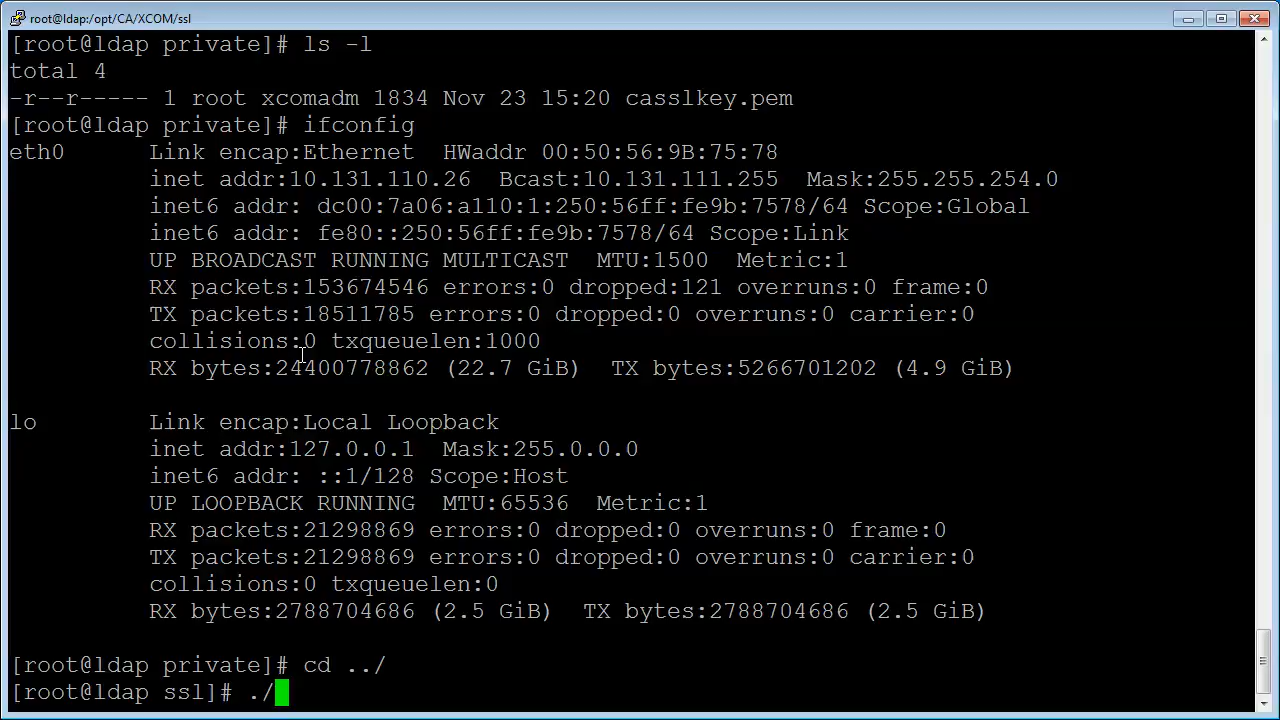 root@ldap:/opt/CA/XCOM/ssl
[root@ldap private]# ls -l
total 4
-r--r----- 1 root xcomadm 1834 Nov 23 15:20 casslkey.pem
[root@ldap private]# ifconfig
eth0      Link encap:Ethernet  HWaddr 00:50:56:9B:75:78
          inet addr:10.131.110.26  Bcast:10.131.111.255  Mask:255.255.254.0
          inet6 addr: dc00:7a06:a110:1:250:56ff:fe9b:7578/64 Scope:Global
          inet6 addr: fe80::250:56ff:fe9b:7578/64 Scope:Link
          UP BROADCAST RUNNING MULTICAST  MTU:1500  Metric:1
          RX packets:153674546 errors:0 dropped:121 overruns:0 frame:0
          TX packets:18511785 errors:0 dropped:0 overruns:0 carrier:0
          collisions:0 txqueuelen:1000
          RX bytes:24400778862 (22.7 GiB)  TX bytes:5266701202 (4.9 GiB)
lo        Link encap:Local Loopback
          inet addr:127.0.0.1  Mask:255.0.0.0
          inet6 addr: ::1/128 Scope:Host
          UP LOOPBACK RUNNING  MTU:65536  Metric:1
          RX packets:21298869 errors:0 dropped:0 overruns:0 frame:0
          TX packets:21298869 errors:0 dropped:0 overruns:0 carrier:0
          collisions:0 txqueuelen:0
          RX bytes:2788704686 (2.5 GiB)  TX bytes:2788704686 (2.5 GiB)
[root@ldap private]# cd ../
[root@ldap ssl]# ./